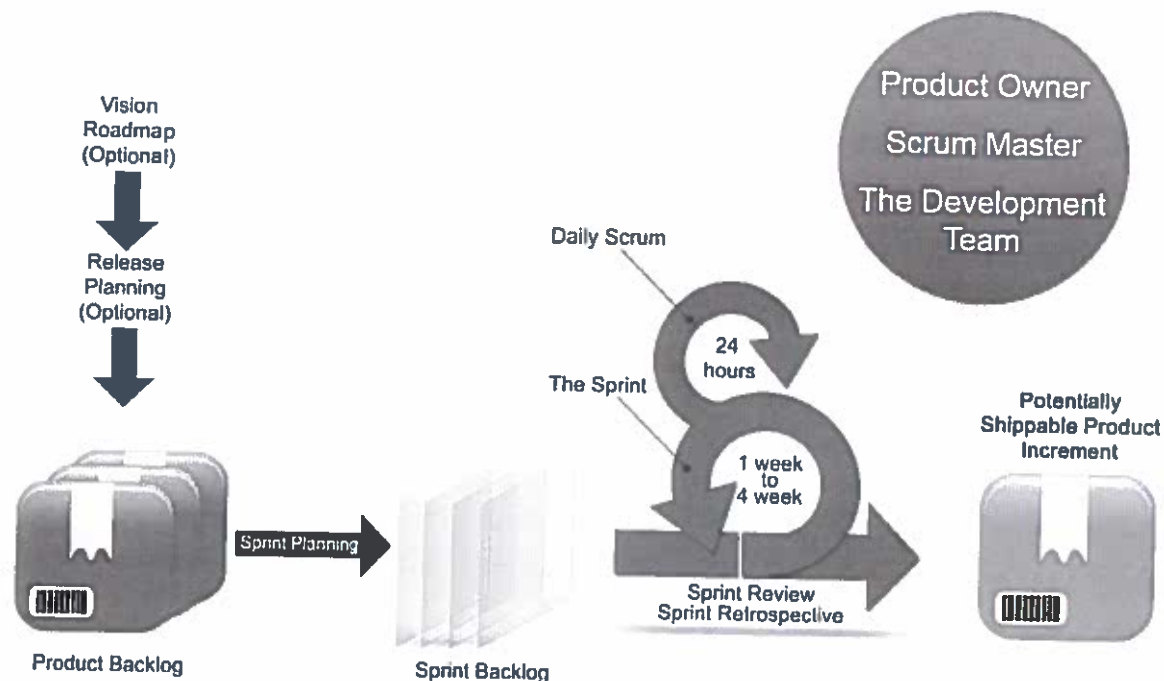 Product Owner
Scrum Master
The Development
Team
Vision
Roadmap
(Optional)
Release
Planning
(Optional)
Daily Scrum
24
hours
The Sprint
1 week
to
4 week
Potentially
Shippable Product
Increment
Sprint Planning
Sprint Review
Sprint Retrospective
Product Backlog
Sprint Backlog